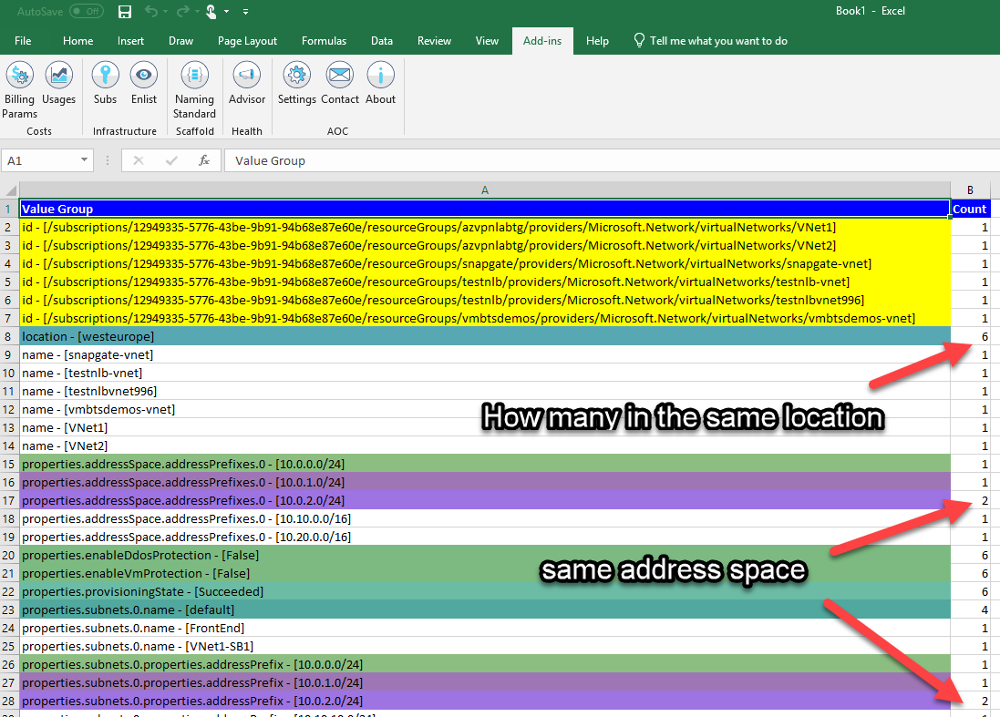 AutoSave Off
Book1 - Excel
File Home Insert Draw Page Layout Formulas Data Review View Add-ins Help Tell me what you want to do
Billing Params Usages Subs Enlist Naming Standard Advisor Settings Contact About
Costs Infrastructure Scaffold Health AOC
A1 fx Value Group
A B
1 Value Group Count
2 id - [/subscriptions/12949335-5776-43be-9b91-94b68e87e60e/resourceGroups/azvpnlabtg/providers/Microsoft.Network/virtualNetworks/VNet1] 1
3 id - [/subscriptions/12949335-5776-43be-9b91-94b68e87e60e/resourceGroups/azvpnlabtg/providers/Microsoft.Network/virtualNetworks/VNet2] 1
4 id - [/subscriptions/12949335-5776-43be-9b91-94b68e87e60e/resourceGroups/snapgate/providers/Microsoft.Network/virtualNetworks/snapgate-vnet] 1
5 id - [/subscriptions/12949335-5776-43be-9b91-94b68e87e60e/resourceGroups/testnlb/providers/Microsoft.Network/virtualNetworks/testnlb-vnet] 1
6 id - [/subscriptions/12949335-5776-43be-9b91-94b68e87e60e/resourceGroups/testnlb/providers/Microsoft.Network/virtualNetworks/testnlbvnet996] 1
7 id - [/subscriptions/12949335-5776-43be-9b91-94b68e87e60e/resourceGroups/vmbtsdemos/providers/Microsoft.Network/virtualNetworks/vmbtsdemos-vnet] 1
8 location - [westeurope] 6
9 name - [snapgate-vnet] 1
10 name - [testnlb-vnet] 1
11 name - [testnlbvnet996] 1
12 name - [vmbtsdemos-vnet] 1
How many in the same location
13 name - [VNet1] 1
14 name - [VNet2] 1
15 properties.addressSpace.addressPrefixes.0 - [10.0.0.0/24] 1
16 properties.addressSpace.addressPrefixes.0 - [10.0.1.0/24] 1
17 properties.addressSpace.addressPrefixes.0 - [10.0.2.0/24] 2
18 properties.addressSpace.addressPrefixes.0 - [10.10.0.0/16] 1
19 properties.addressSpace.addressPrefixes.0 - [10.20.0.0/16] 1
20 properties.enableDdosProtection - [False] 6
same address space
21 properties.enableVmProtection - [False] 6
22 properties.provisioningState - [Succeeded] 6
23 properties.subnets.0.name - [default] 4
24 properties.subnets.0.name - [FrontEnd] 1
25 properties.subnets.0.name - [VNet1-SB1] 1
26 properties.subnets.0.properties.addressPrefix - [10.0.0.0/24] 1
27 properties.subnets.0.properties.addressPrefix - [10.0.1.0/24] 1
28 properties.subnets.0.properties.addressPrefix - [10.0.2.0/24] 2